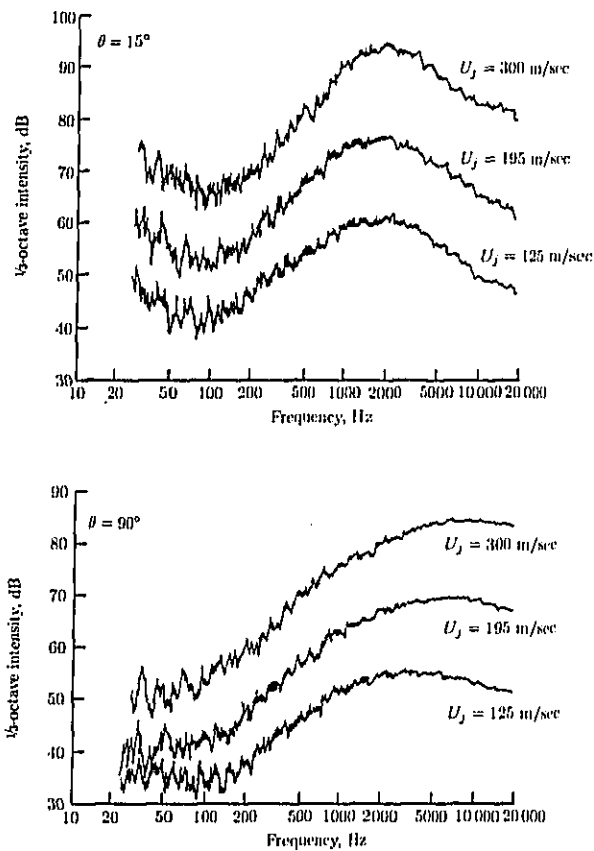 100
θ = 15°
90
U_j = 300 m/sec
80
70
U_j = 195 m/sec
60
50
U_j = 125 m/sec
40
30
⅓-octave intensity, dB
10 20 50 100 200 500 1000 2000 5000 10 000 20 000
Frequency, Hz
90
θ = 90°
80
U_j = 300 m/sec
70
60
U_j = 195 m/sec
50
U_j = 125 m/sec
40
30
⅓-octave intensity, dB
10 20 50 100 200 500 1000 2000 5000 10 000 20 000
Frequency, Hz